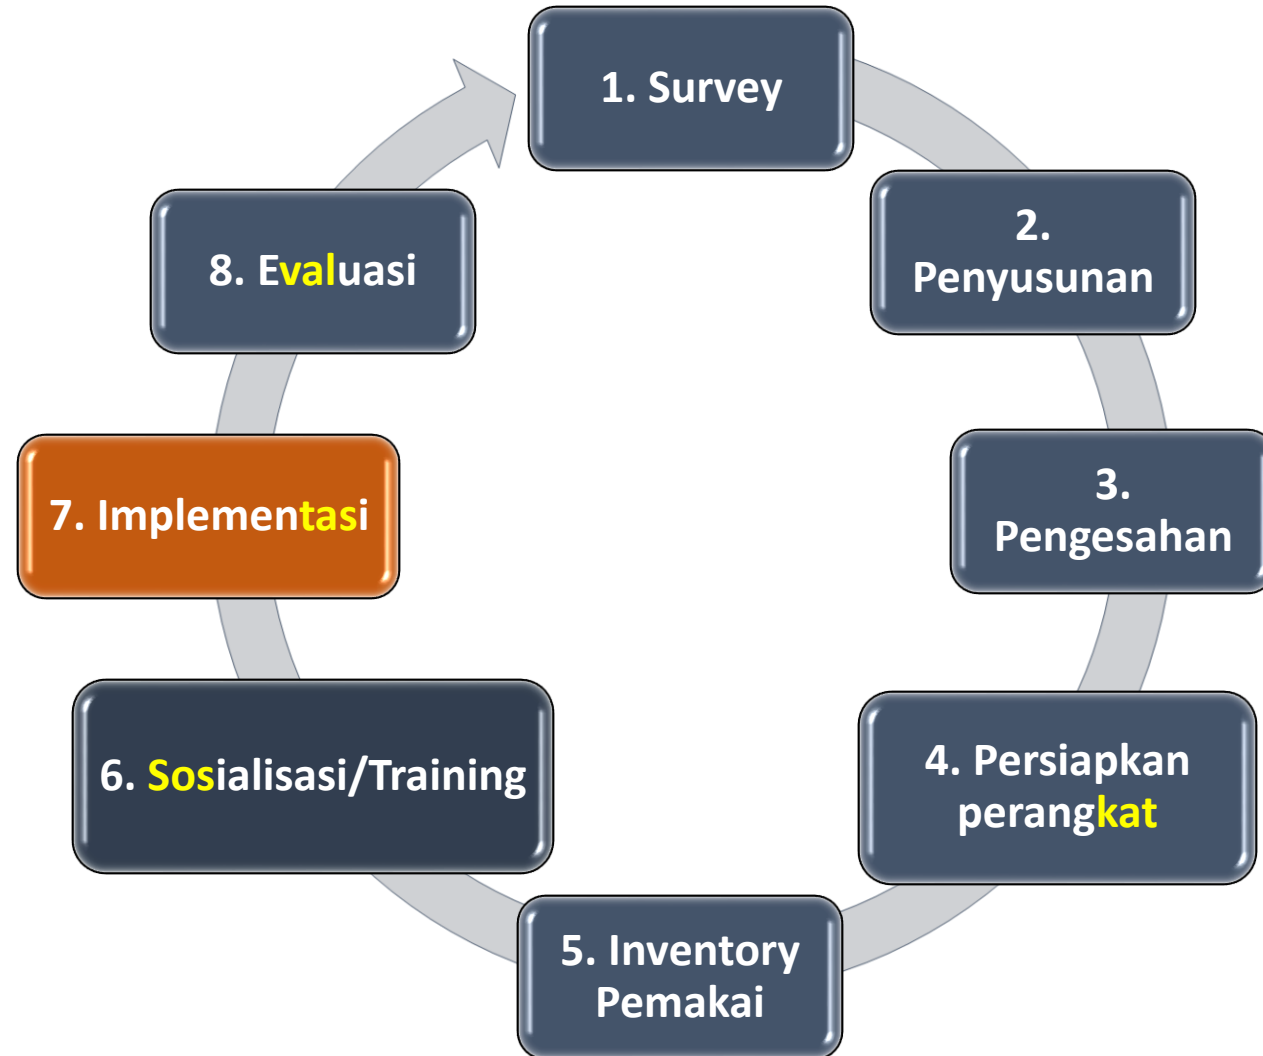 1. Survey
2.
Penyusunan
3.
Pengesahan
4. Persiapkan
perangkat
5. Inventory
Pemakai
6. Sosialisasi/Training
7. Implementasi
8. Evaluasi